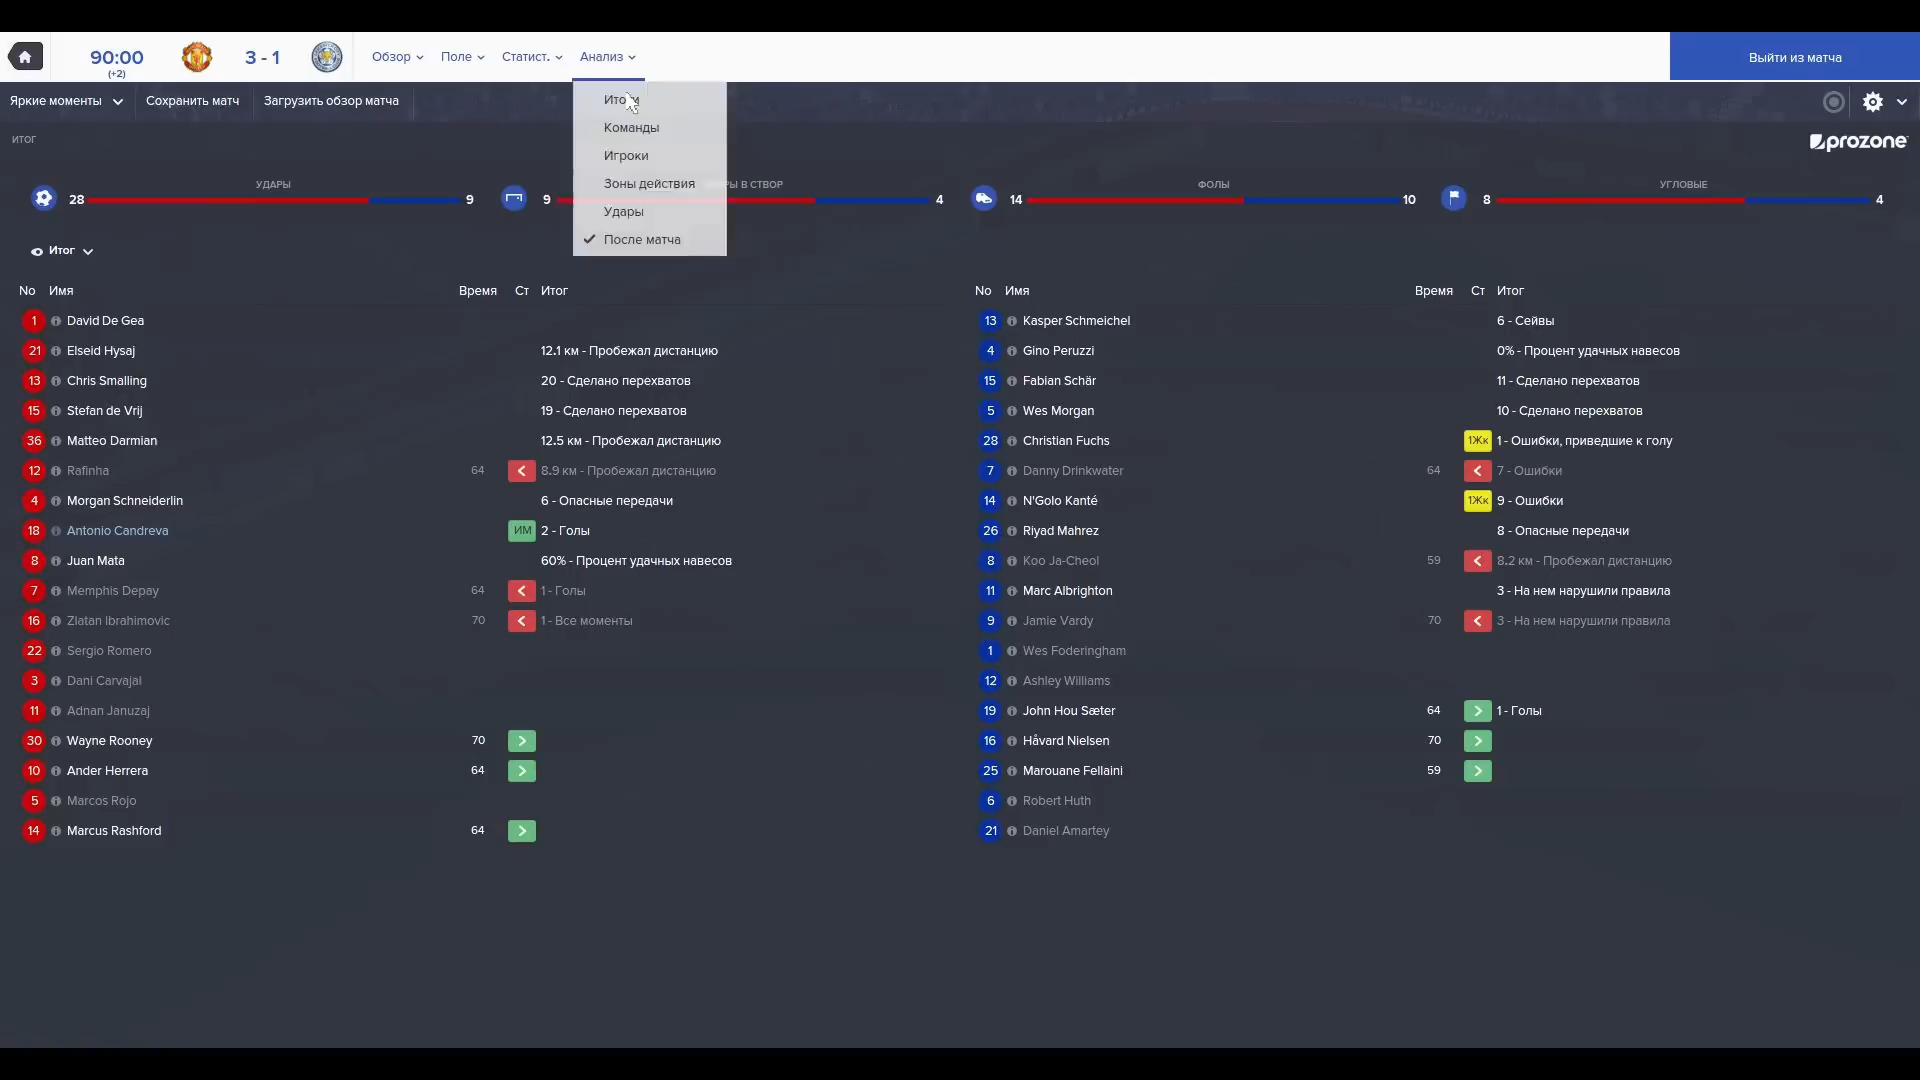 90:00
(+2)
3 - 1
Обзор
Поле
Статист.
Анализ
Выйти из матча
Яркие моменты
Сохранить матч
Загрузить обзор матча
Итоги
Команды
Игроки
Зоны действия
Удары
После матча
ИТОГ
prozone
УДАРЫ
28
9
В СТВОР
9
4
ФОЛЫ
14
10
УГЛОВЫЕ
8
4
Итог
No Имя Время Ст Итог
1 David De Gea
21 Elseid Hysaj 12.1 км - Пробежал дистанцию
13 Chris Smalling 20 - Сделано перехватов
15 Stefan de Vrij 19 - Сделано перехватов
36 Matteo Darmian 12.5 км - Пробежал дистанцию
12 Rafinha 64 8.9 км - Пробежал дистанцию
4 Morgan Schneiderlin 6 - Опасные передачи
18 Antonio Candreva ИМ 2 - Голы
8 Juan Mata 60% - Процент удачных навесов
7 Memphis Depay 64 1 - Голы
16 Zlatan Ibrahimovic 70 1 - Все моменты
22 Sergio Romero
3 Dani Carvajal
11 Adnan Januzaj
30 Wayne Rooney 70
10 Ander Herrera 64
5 Marcos Rojo
14 Marcus Rashford 64
No Имя Время Ст Итог
13 Kasper Schmeichel 6 - Сейвы
4 Gino Peruzzi 0% - Процент удачных навесов
15 Fabian Schär 11 - Сделано перехватов
5 Wes Morgan 10 - Сделано перехватов
28 Christian Fuchs 1Жк 1 - Ошибки, приведшие к голу
7 Danny Drinkwater 64 7 - Ошибки
14 N'Golo Kanté 1Жк 9 - Ошибки
26 Riyad Mahrez 8 - Опасные передачи
8 Koo Ja-Cheol 59 8.2 км - Пробежал дистанцию
11 Marc Albrighton 3 - На нем нарушили правила
9 Jamie Vardy 70 3 - На нем нарушили правила
1 Wes Foderingham
12 Ashley Williams
19 John Hou Sæter 64 1 - Голы
16 Håvard Nielsen 70
25 Marouane Fellaini 59
6 Robert Huth
21 Daniel Amartey